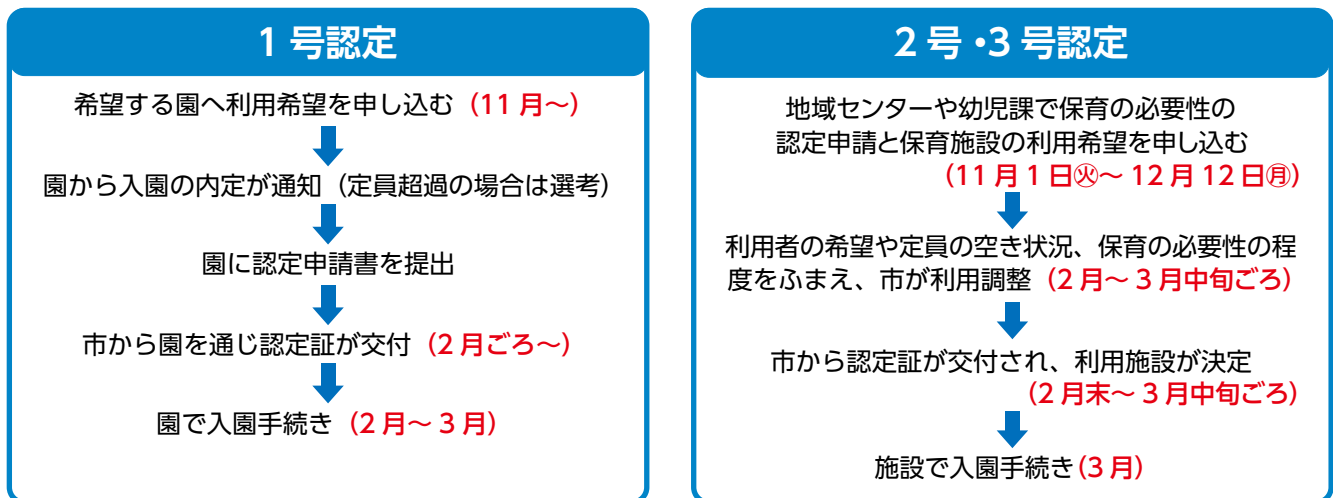 1号認定
希望する園へ利用希望を申し込む（11月～）
園から入園の内定が通知（定員超過の場合は選考）
園に認定申請書を提出
市から園を通じ認定証が交付（2月ごろ～）
園で入園手続き（2月～3月）
2号・3号認定
地域センターや幼児課で保育の必要性の
認定申請と保育施設の利用希望を申し込む
（11月1日㊋～12月12日㊊）
利用者の希望や定員の空き状況、保育の必要性の程
度をふまえ、市が利用調整（2月～3月中旬ごろ）
市から認定証が交付され、利用施設が決定
（2月末～3月中旬ごろ）
施設で入園手続き（3月）